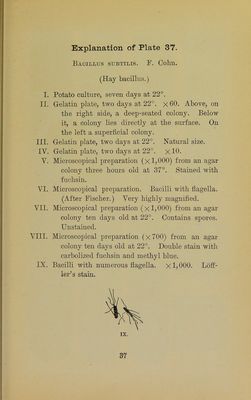 Explanation of Plate 37.
Bacillus subtilis. F. Cohn.
(Hay bacillus.)
I. Potato culture, seven days at 22°.
II. Gelatin plate, two days at 22°. × 60. Above, on
the right side, a deep-seated colony. Below
it, a colony lies directly at the surface. On
the left a superficial colony.
III. Gelatin plate, two days at 22°. Natural size.
IV. Gelatin plate, two days at 22°. × 10.
V. Microscopical preparation (× 1,000) from an agar
colony three hours old at 37°. Stained with
fuchsin.
VI. Microscopical preparation. Bacilli with flagella.
(After Fischer.) Very highly magnified.
VII. Microscopical preparation (× 1,000) from an agar
colony ten days old at 22°. Contains spores.
Unstained.
VIII. Microscopical preparation (× 700) from an agar
colony ten days old at 22°. Double stain with
carbolized fuchsin and methyl blue.
IX. Bacilli with numerous flagella. × 1,000. Löff-
ler's stain.
IX.
37